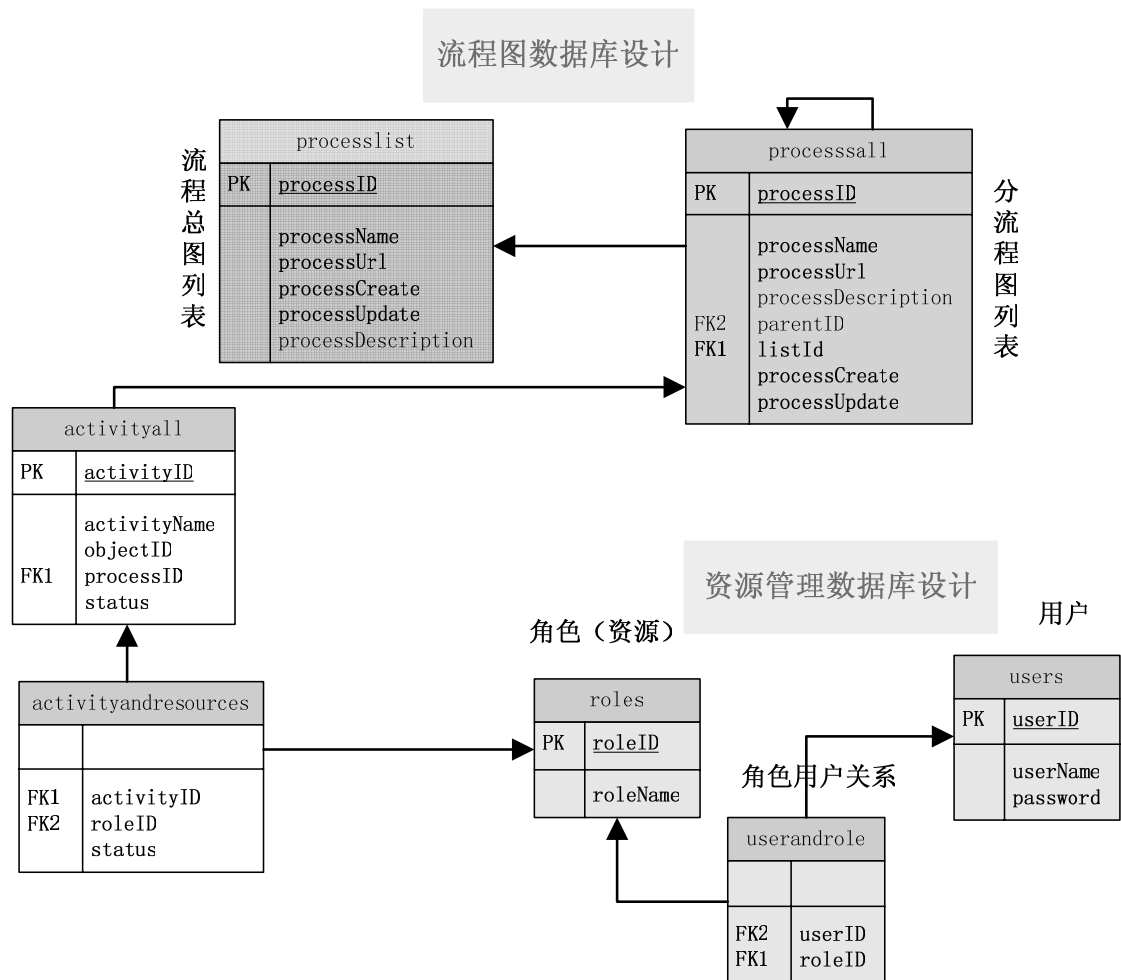 流程图数据库设计
流程总图列表
processlist
PK processID
processName
processUrl
processCreate
processUpdate
processDescription
processsall
PK processID
processName
processUrl
processDescription
FK2 parentID
FK1 listId
processCreate
processUpdate
分流程图列表
activityall
PK activityID
activityName
objectID
FK1 processID
status
资源管理数据库设计
activityandresources
FK1 activityID
FK2 roleID
status
角色（资源）
roles
PK roleID
roleName
用户
users
PK userID
userName
password
角色用户关系
userandrole
FK2 userID
FK1 roleID